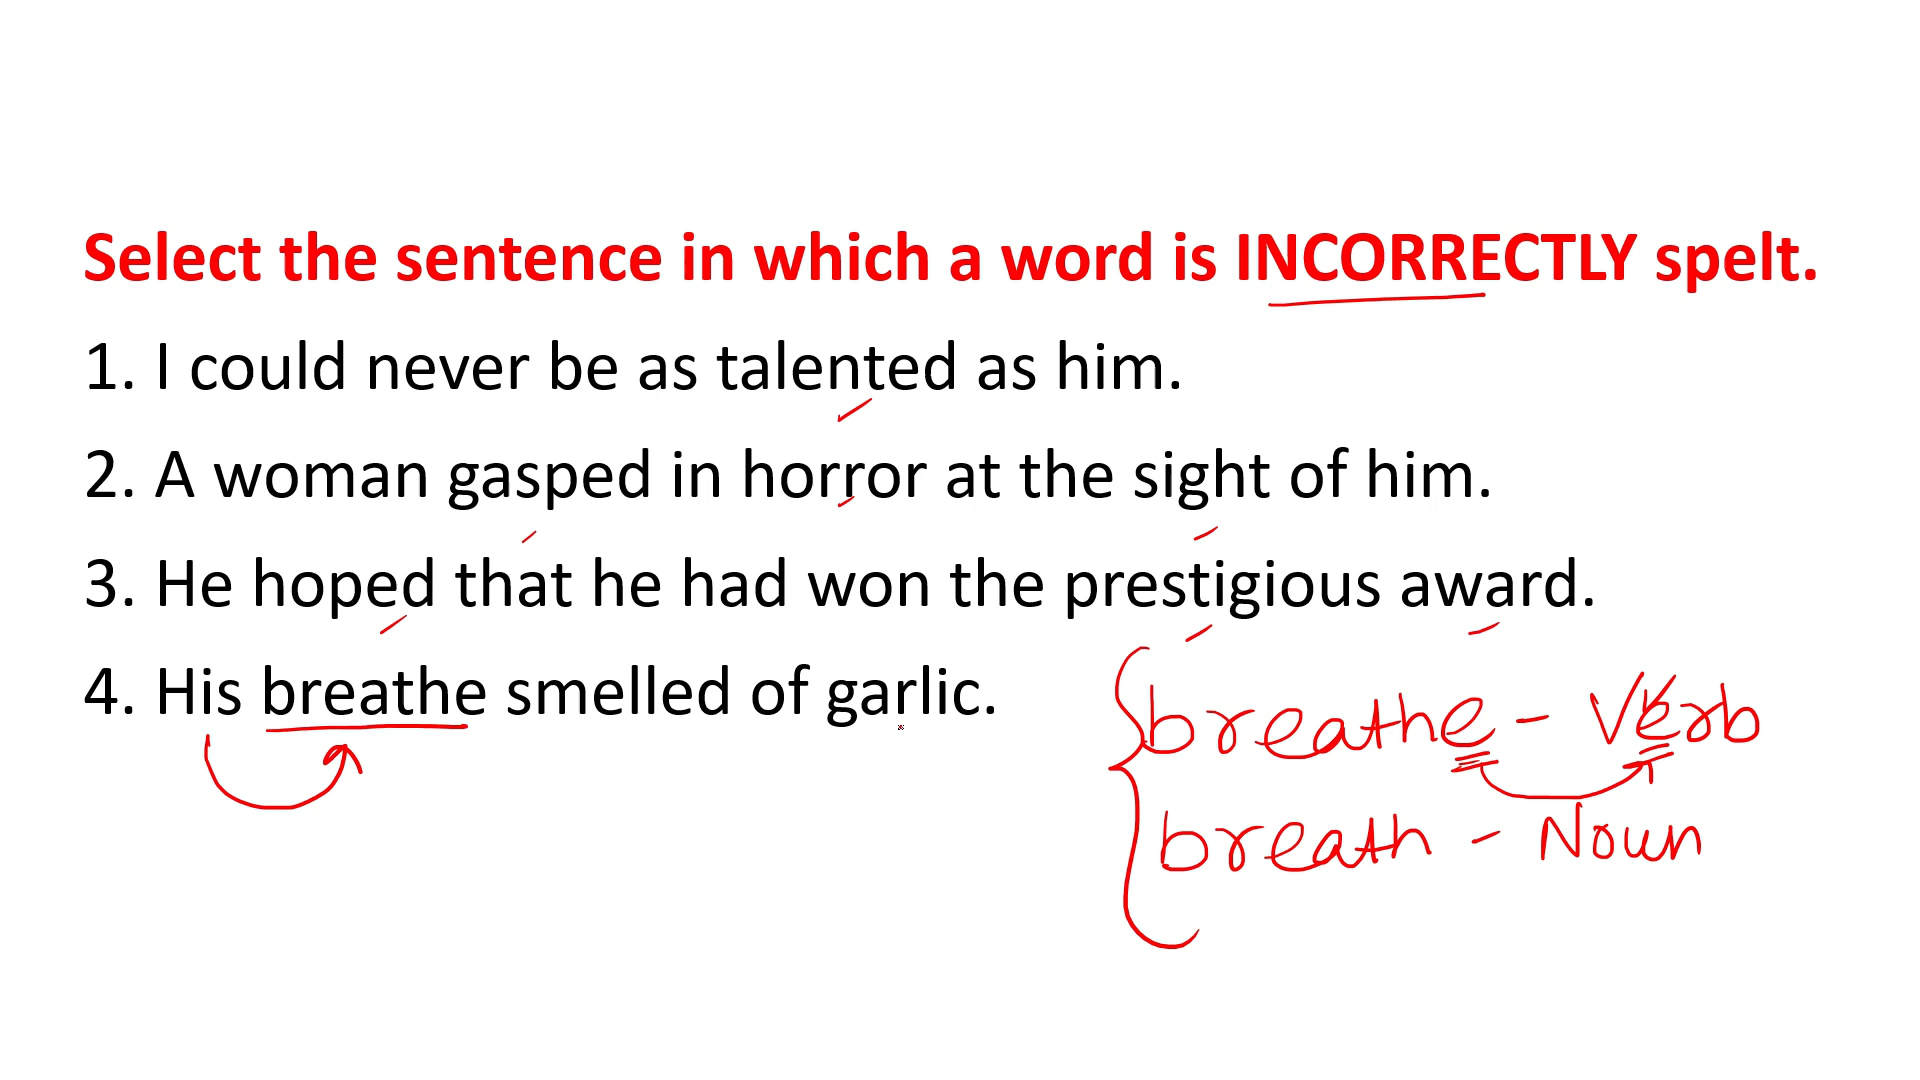 Select the sentence in which a word is INCORRECTLY spelt.
1. I could never be as talented as him.
2. A woman gasped in horror at the sight of him.
3. He hoped that he had won the prestigious award.
4. His breathe smelled of garlic.
breathe - Verb
breath - Noun